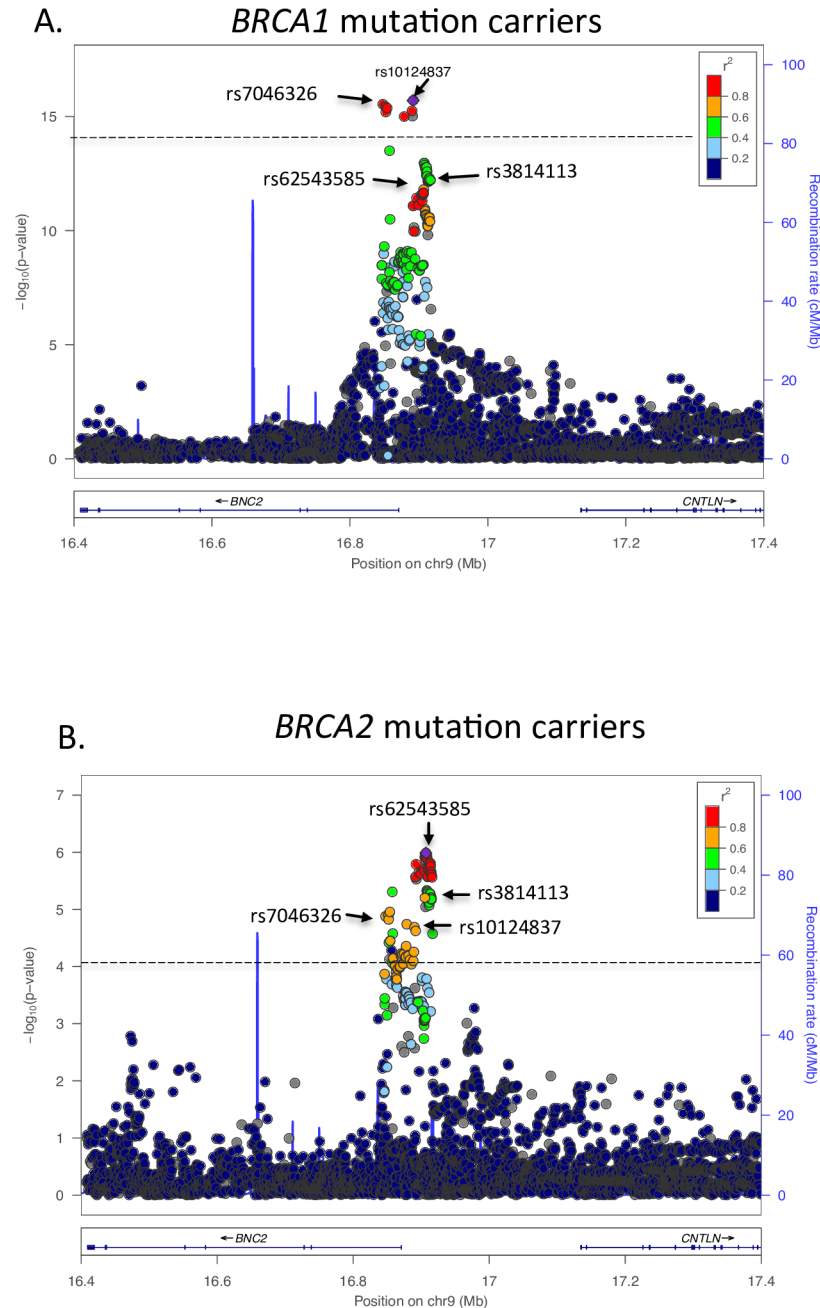 A.
BRCA1 mutation carriers
rs7046326
rs10124837
rs62543585
rs3814113
r2
0.8
0.6
0.4
0.2
15
10
5
0
−log10(p−value)
100
80
60
40
20
0
Recombination rate (cM/Mb)
←BNC2
CNTLN→
16.4 16.6 16.8 17 17.2 17.4
Position on chr9 (Mb)
B.
BRCA2 mutation carriers
rs62543585
rs3814113
rs7046326
rs10124837
r2
0.8
0.6
0.4
0.2
7
6
5
4
3
2
1
0
−log10(p−value)
100
80
60
40
20
0
Recombination rate (cM/Mb)
←BNC2
CNTLN→
16.4 16.6 16.8 17 17.2 17.4
Position on chr9 (Mb)